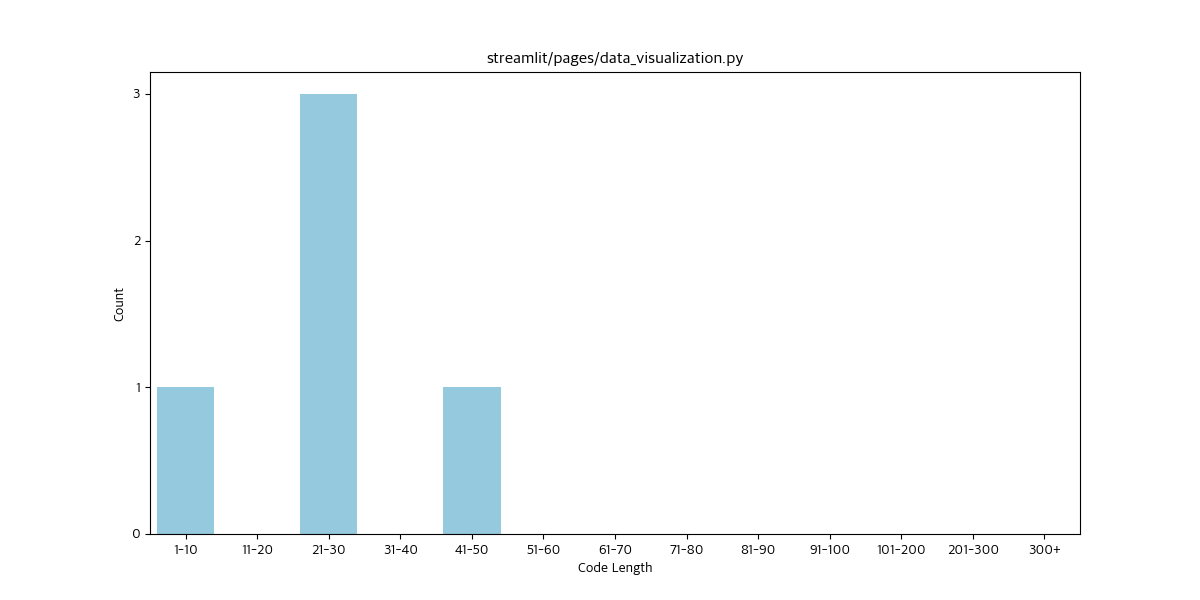 streamlit/pages/data_visualization.py
3
2
1
0
Count
1-10 11-20 21-30 31-40 41-50 51-60 61-70 71-80 81-90 91-100 101-200 201-300 300+
Code Length